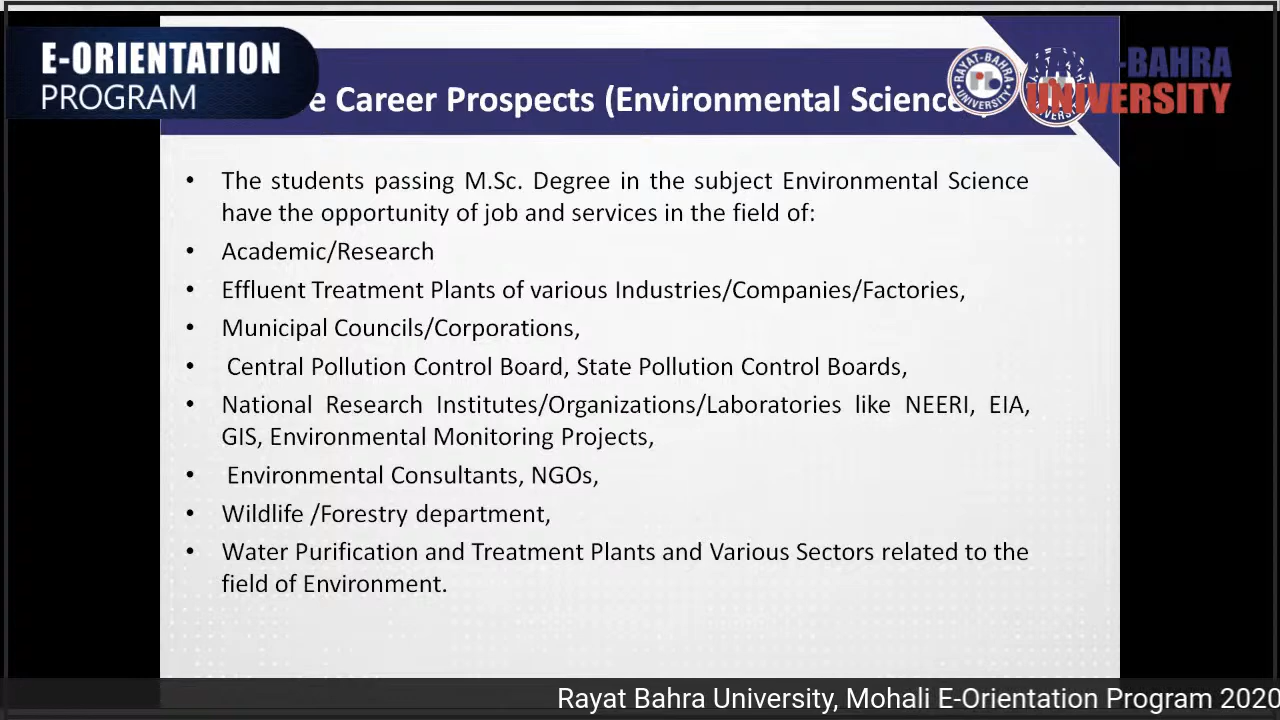 E-ORIENTATION
PROGRAM
e Career Prospects (Environmental Science
RAYAT-BAHRA
UNIVERSITY
-BAHRA
UNIVERSITY
• The students passing M.Sc. Degree in the subject Environmental Science
have the opportunity of job and services in the field of:
• Academic/Research
• Effluent Treatment Plants of various Industries/Companies/Factories,
• Municipal Councils/Corporations,
• Central Pollution Control Board, State Pollution Control Boards,
• National Research Institutes/Organizations/Laboratories like NEERI, EIA,
GIS, Environmental Monitoring Projects,
• Environmental Consultants, NGOs,
• Wildlife /Forestry department,
• Water Purification and Treatment Plants and Various Sectors related to the
field of Environment.
Rayat Bahra University, Mohali E-Orientation Program 2020